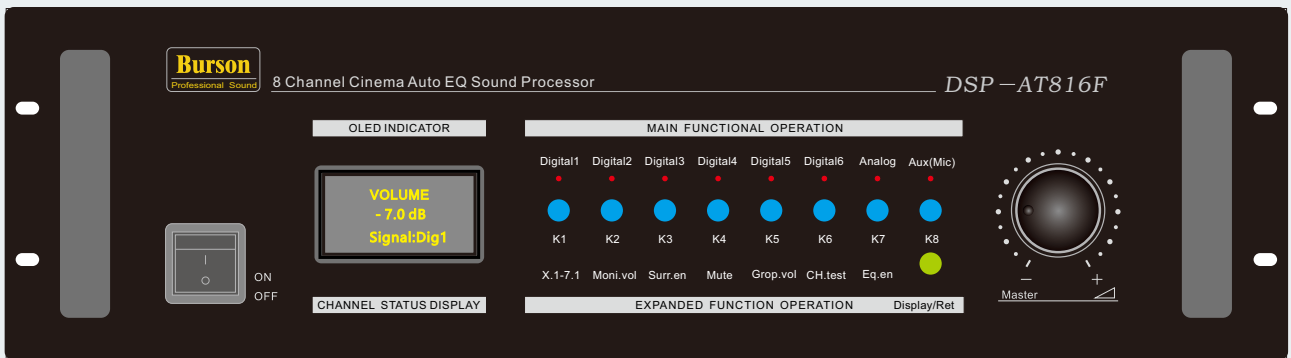 Burson
Professional Sound
8 Channel Cinema Auto EQ Sound Processor
DSP-AT816F
OLED INDICATOR
MAIN FUNCTIONAL OPERATION
Digital1 Digital2 Digital3 Digital4 Digital5 Digital6 Analog Aux(Mic)
VOLUME
- 7.0 dB
Signal:Dig1
K1 K2 K3 K4 K5 K6 K7 K8
X.1-7.1 Moni.vol Surr.en Mute Grop.vol CH.test Eq.en
ON
OFF
− +
Master
CHANNEL STATUS DISPLAY
EXPANDED FUNCTION OPERATION Display/Ret